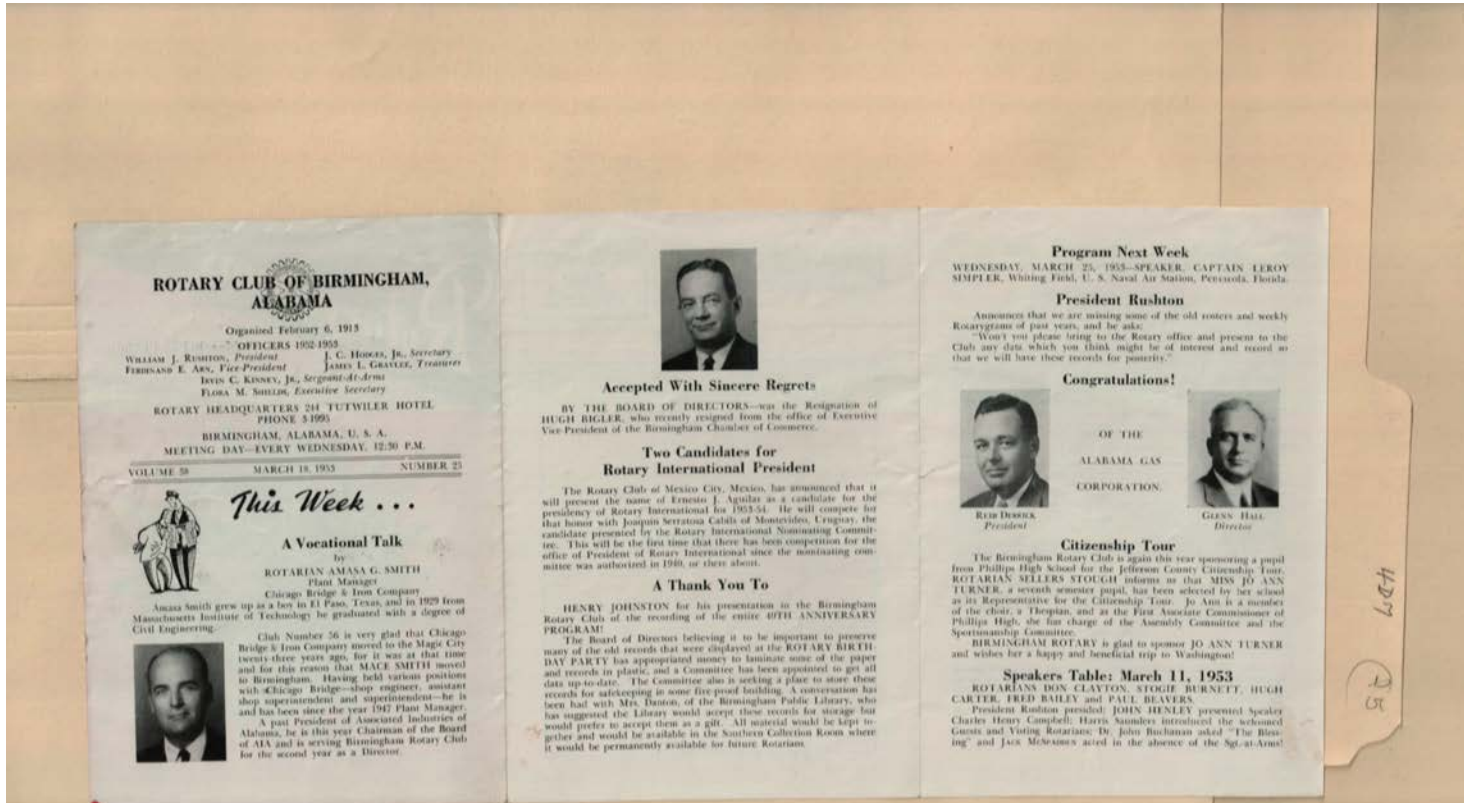 ROTARY CLUB OF BIRMINGHAM,
ALABAMA
Organized February 6, 1913
OFFICERS 1952-1953
WILLIAM J. RUSHTON, President
J. C. HODGES, JR., Secretary
FERDINAND E. ARN, Vice-President
JAMES L. GRAYLEE, Treasurer
IRVIN C. KINNEY, JR., Sergeant-At-Arms
FLORA M. Executive Secretary
ROTARY HEADQUARTERS 244 TUTWILER HOTEL
PHONE 3-1995
BIRMINGHAM, ALABAMA, U. S. A.
MEETING DAY—EVERY WEDNESDAY, 12:30 P.M.
VOLUME 38 MARCH 18, 1953 NUMBER 25
This Week ...
A Vocational Talk
by
ROTARIAN AMASA G. SMITH
Plant Manager
Chicago Bridge & Iron Company
Amasa Smith grew up as a boy in El Paso, Texas, and in 1929 from
Massachusetts Institute of Technology he graduated with a degree of
Civil Engineering.
Club Number 56 is very glad that Chicago
Bridge & Iron Company moved to the Magic City
twenty-three years ago, for it was at that time
and for this reason that MACE SMITH moved
to Birmingham. Having held various positions
with Chicago Bridge—shop engineer, assistant
shop superintendent and superintendent—he is
and has been since the year 1947 Plant Manager.
A past President of Associated Industries of
Alabama, he is this year Chairman of the Board
of AIA and is serving Birmingham Rotary Club
for the second year as a Director.
Accepted With Sincere Regrets
BY THE BOARD OF DIRECTORS—was the Resignation of
HUGH BIGLER, who recently resigned from the office of Executive
Vice-President of the Birmingham Chamber of Commerce.
Two Candidates for
Rotary International President
The Rotary Club of Mexico City, Mexico, has announced that it
will present the name of Ernesto J. Aguilar as a candidate for the
presidency of Rotary International for 1953-54. He will compete for
that honor with Joaquin Serratosa Cabils of Montevideo, Uruguay, the
candidate presented by the Rotary International Nominating Commit-
tee. This will be the first time that there has been competition for the
office of President of Rotary International since the nominating com-
mittee was authorized in 1940, or there about.
A Thank You To
HENRY JOHNSTON for his presentation to the Birmingham
Rotary Club of the recording of the entire 40TH ANNIVERSARY
PROGRAM!
The Board of Directors believing it to be important to preserve
many of the old records that were displayed at the ROTARY BIRTH-
DAY PARTY has appropriated money to laminate some of the paper
and records in plastic, and a Committee has been appointed to get all
data up-to-date. The Committee also is seeking a place to store these
records for safekeeping in some fire proof building. A conversation has
been had with Mrs. Danton, of the Birmingham Public Library, who
has suggested the Library would accept these records for storage but
would prefer to accept them as a gift. All material would be kept to-
gether and would be available in the Southern Collection Room where
it would be permanently available for future Rotarians.
Program Next Week
WEDNESDAY, MARCH 25, 1953—SPEAKER, CAPTAIN LEROY
SIMPLER, Whiting Field, U. S. Naval Air Station, Pensacola, Florida.
President Rushton
Announces that we are missing some of the old rosters and weekly
Rotarygrams of past years, and he asks:
"Won't you please bring to the Rotary office and present to the
Club any data which you think might be of interest and record so
that we will have these records for posterity."
Congratulations!
OF THE
ALABAMA GAS
CORPORATION.
REID DERRICK
President
GLENN HALL
Director
Citizenship Tour
The Birmingham Rotary Club is again this year sponsoring a pupil
from Phillips High School for the Jefferson County Citizenship Tour.
ROTARIAN SELLERS STOUGH informs us that MISS JO ANN
TURNER, a seventh semester pupil, has been selected by her school
as its Representative for the Citizenship Tour. Jo Ann is a member
of the choir, a Thespian, and as the First Associate Commissioner of
Phillips High, she has charge of the Assembly Committee and the
Sportsmanship Committee.
BIRMINGHAM ROTARY is glad to sponsor JO ANN TURNER
and wishes her a happy and beneficial trip to Washington!
Speakers Table: March 11, 1953
ROTARIANS DON CLAYTON, STOGIE BURNETT, HUGH
CARTER, FRED BAILEY and PAUL BEAVERS.
President Rushton presided; JOHN HENLEY presented Speaker
Charles Henry Campbell; Harris Saunders introduced the welcomed
Guests and Visiting Rotarians; Dr. John Buchanan asked "The Bless-
ing" and JACK MCSPADDEN acted in the absence of the Sgt.-at-Arms!